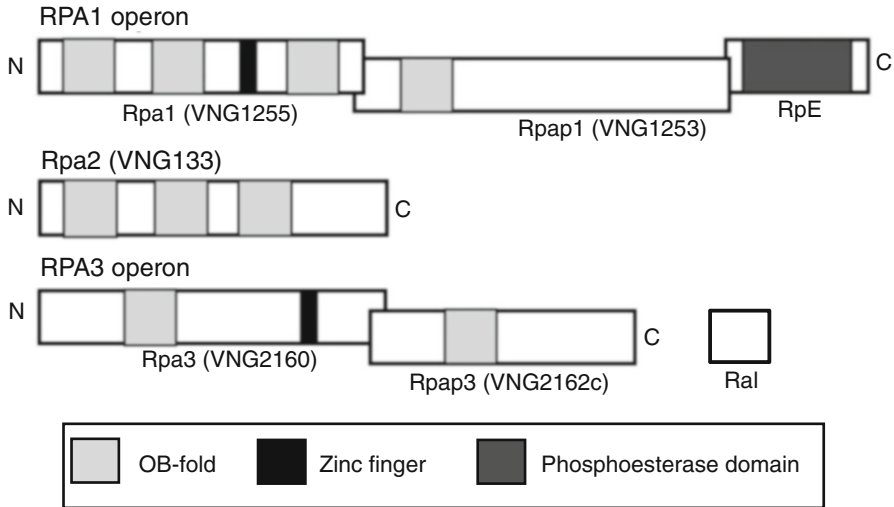 RPA1 operon
N
C
Rpa1 (VNG1255)
Rpap1 (VNG1253)
RpE
Rpa2 (VNG133)
N
C
RPA3 operon
N
C
Rpa3 (VNG2160)
Rpap3 (VNG2162c)
Ral
OB-fold
Zinc finger
Phosphoesterase domain